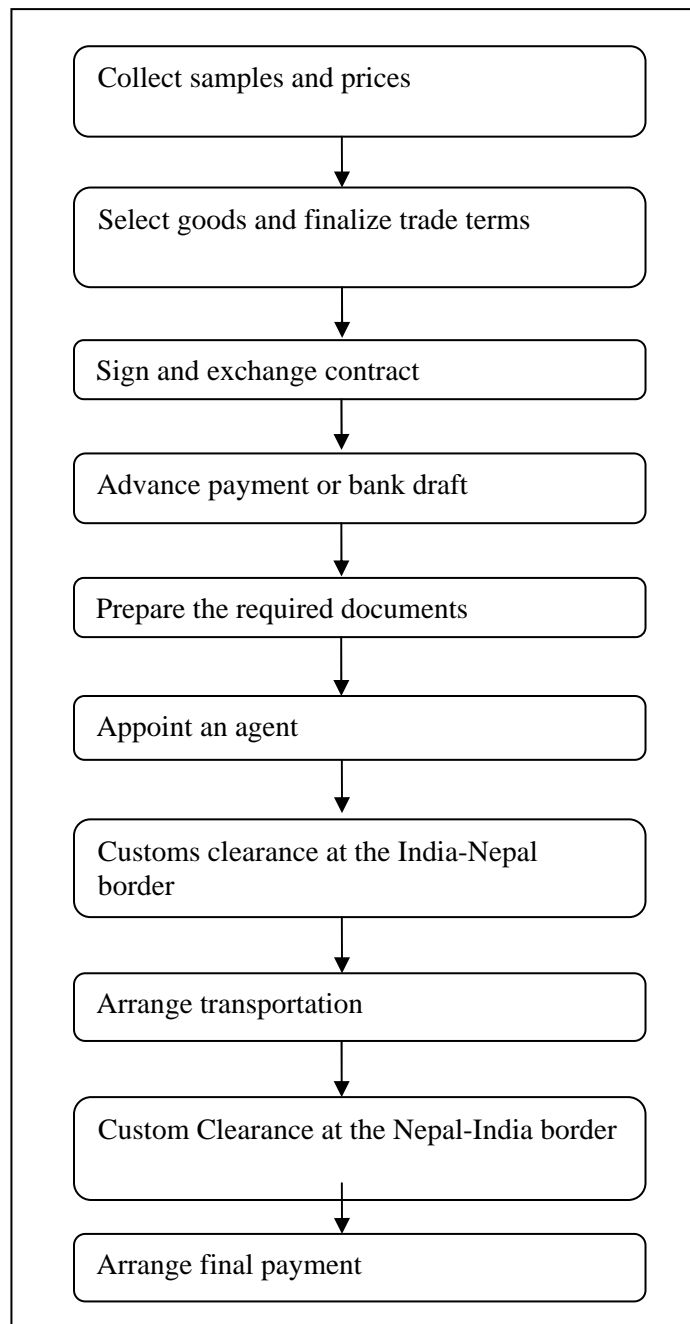 Collect samples and prices
Select goods and finalize trade terms
Sign and exchange contract
Advance payment or bank draft
Prepare the required documents
Appoint an agent
Customs clearance at the India-Nepal
border
Arrange transportation
Custom Clearance at the Nepal-India border
Arrange final payment